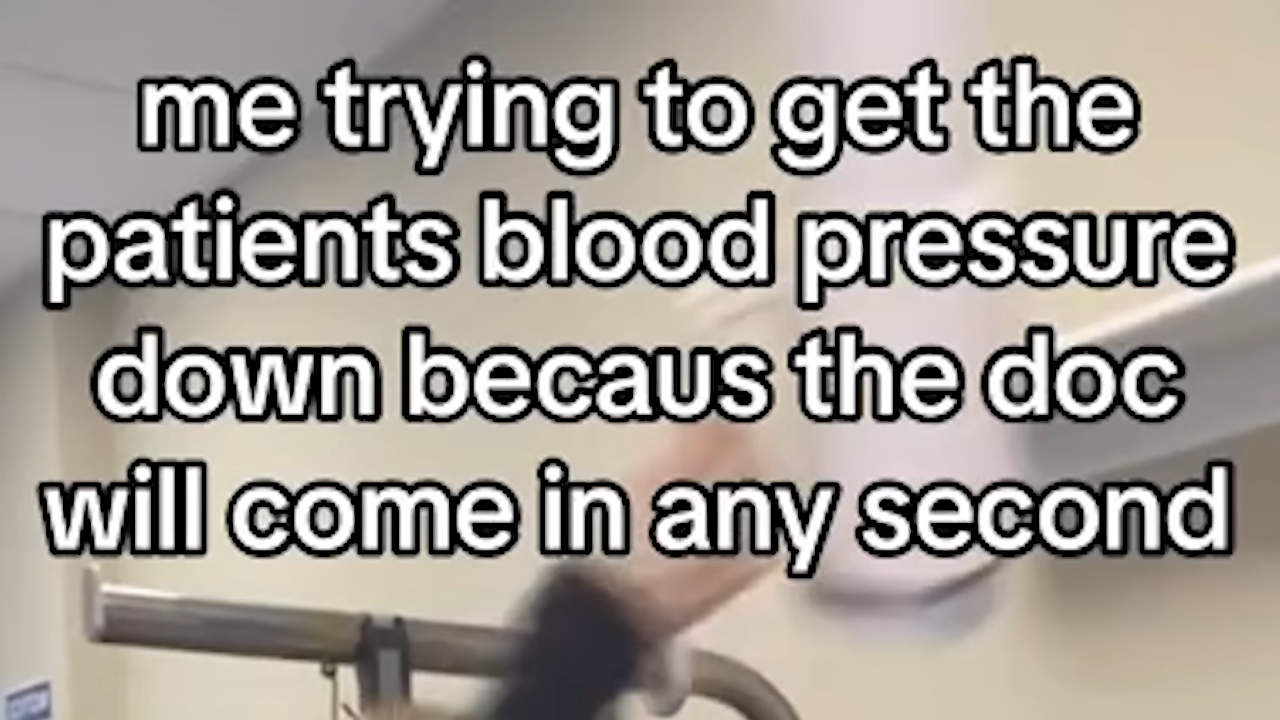 me trying to get the
patients blood pressure
down becaus the doc
will come in any second